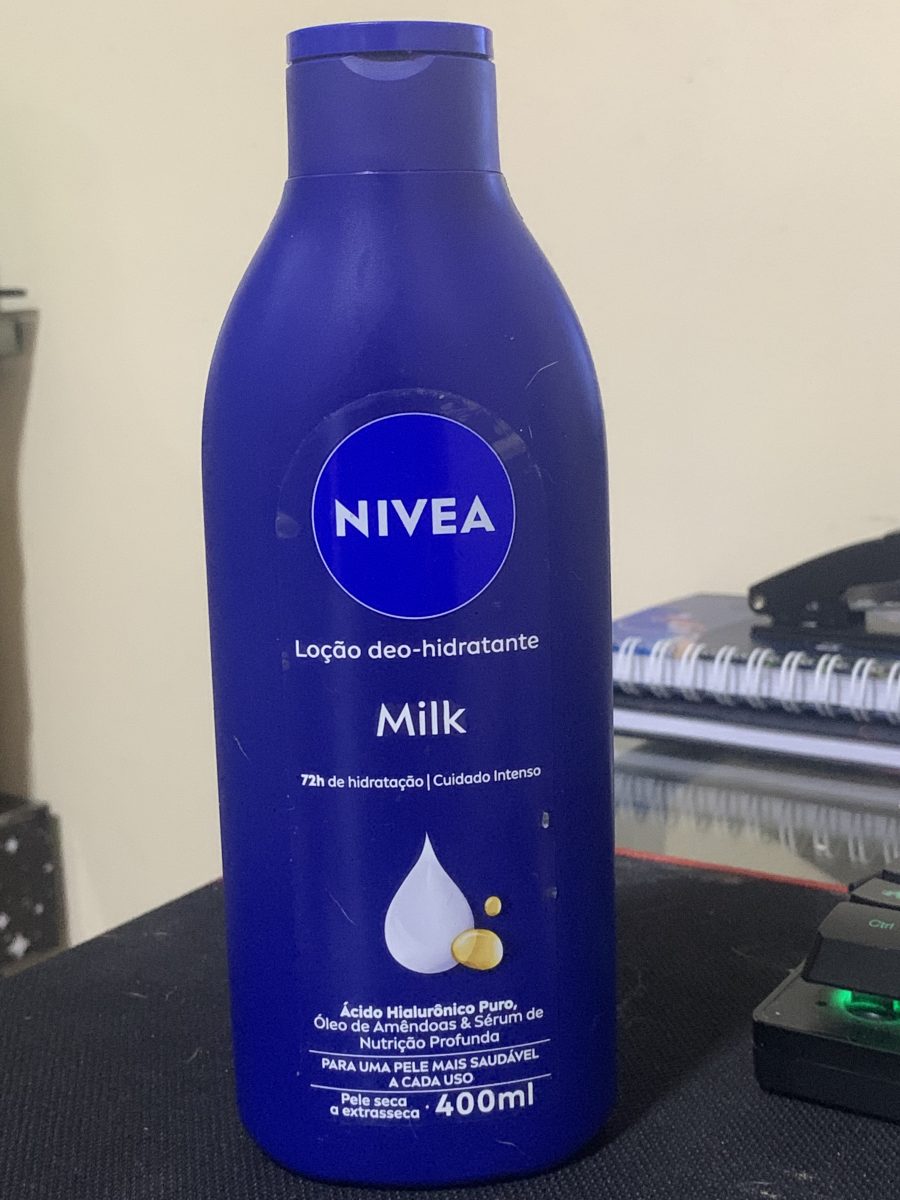 NIVEA
Loção deo-hidratante
Milk
72h de hidratação | Cuidado Intenso
Ácido Hialurônico Puro,
Óleo de Amêndoas & Sérum de
Nutrição Profunda
PARA UMA PELE MAIS SAUDÁVEL
A CADA USO
Pele seca
a extrasseca · 400ml
Ctrl